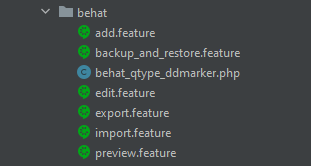 behat
add.feature
backup_and_restore.feature
behat_qtype_ddmarker.php
edit.feature
export.feature
import.feature
preview.feature